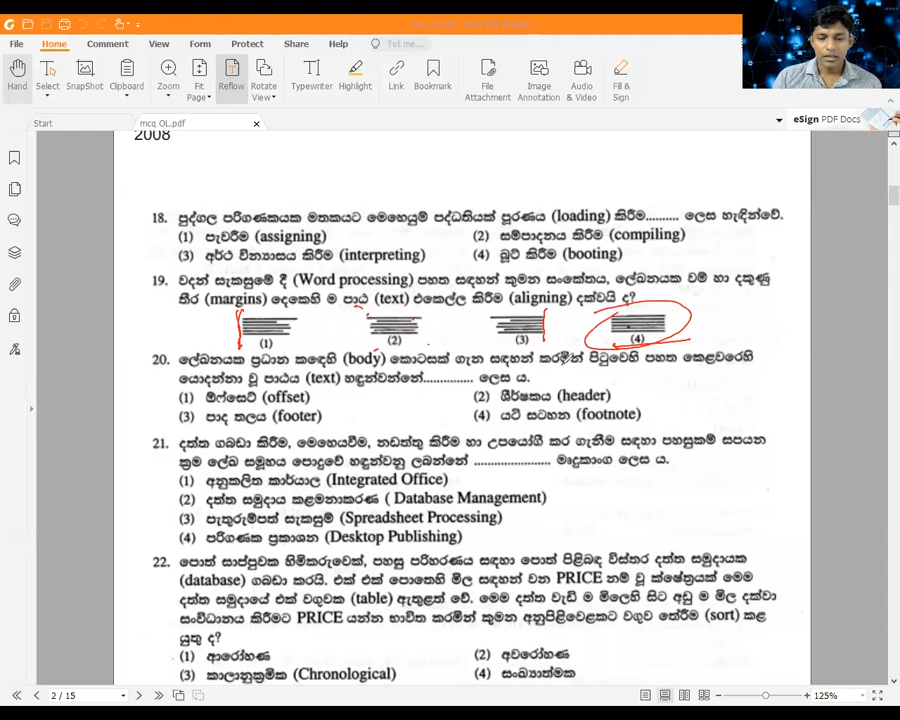 File Home Comment View Form Protect Share Help Tell me...
Hand Select SnapShot Clipboard Zoom Fit Page Reflow Rotate View Typewriter Highlight Link Bookmark File Attachment Image Annotation Audio & Video Fill & Sign
Start mcq OL.pdf eSign PDF Docs
2008
18. පුද්ගල පරිගණකයක මතකයට මෙහෙයුම් පද්ධතියක් පූරණය (loading) කිරීම.......... ලෙස හැඳින්වේ.
(1) පැවරීම (assigning) (2) සම්පාදනය කිරීම (compiling)
(3) අර්ථ වින්‍යාසය කිරීම (interpreting) (4) බූට් කිරීම (booting)
19. වදන් සැකසුමේ දී (Word processing) පහත සඳහන් කුමන සංකේතය, ලේඛනයක වම් හා දකුණු
තීර (margins) දෙකෙහි ම පාඨ (text) එකෙල්ල කිරීම (aligning) දක්වයි ද?
(1) (2) (3) (4)
20. ලේඛනයක ප්‍රධාන කඳෙහි (body) කොටසක් ගැන සඳහන් කරමින් පිටුවෙහි පහත කෙළවරෙහි
යොදන්නා වූ පාඨය (text) හඳුන්වන්නේ.............. ලෙස ය.
(1) ඕෆ්සෙට් (offset) (2) ශීර්ෂකය (header)
(3) පාද තලය (footer) (4) යටි සටහන (footnote)
21. දත්ත ගබඩා කිරීම, මෙහෙයවීම, නඩත්තු කිරීම හා උපයෝගී කර ගැනීම සඳහා පහසුකම් සපයන
ක්‍රම ලේඛ සමූහය පොදුවේ හඳුන්වනු ලබන්නේ ...................... මෘදුකාංග ලෙස ය.
(1) අනුකලිත කාර්යාල (Integrated Office)
(2) දත්ත සමුදාය කළමනාකරණ ( Database Management)
(3) පැතුරුම්පත් සැකසුම් (Spreadsheet Processing)
(4) පරිගණක ප්‍රකාශන (Desktop Publishing)
22. පොත් සාප්පුවක හිමිකරුවෙක්, පහසු පරිහරණය සඳහා පොත් පිළිබඳ විස්තර දත්ත සමුදායක
(database) ගබඩා කරයි. එක් එක් පොතෙහි මිල සඳහන් වන PRICE නම් වූ ක්ෂේත්‍රයක් මෙම
දත්ත සමුදායේ එක් වගුවක (table) ඇතුළත් වේ. මෙම දත්ත වැඩි ම මිලෙහි සිට අඩු ම මිල දක්වා
සංවිධානය කිරීමට PRICE යන්න භාවිත කරමින් කුමන අනුපිළිවෙළකට වගුව තේරීම (sort) කළ
යුතු ද?
(1) ආරෝහණ (2) අවරෝහණ
(3) කාලානුක්‍රමික (Chronological) (4) සංඛ්‍යාත්මක
2 / 15 125%